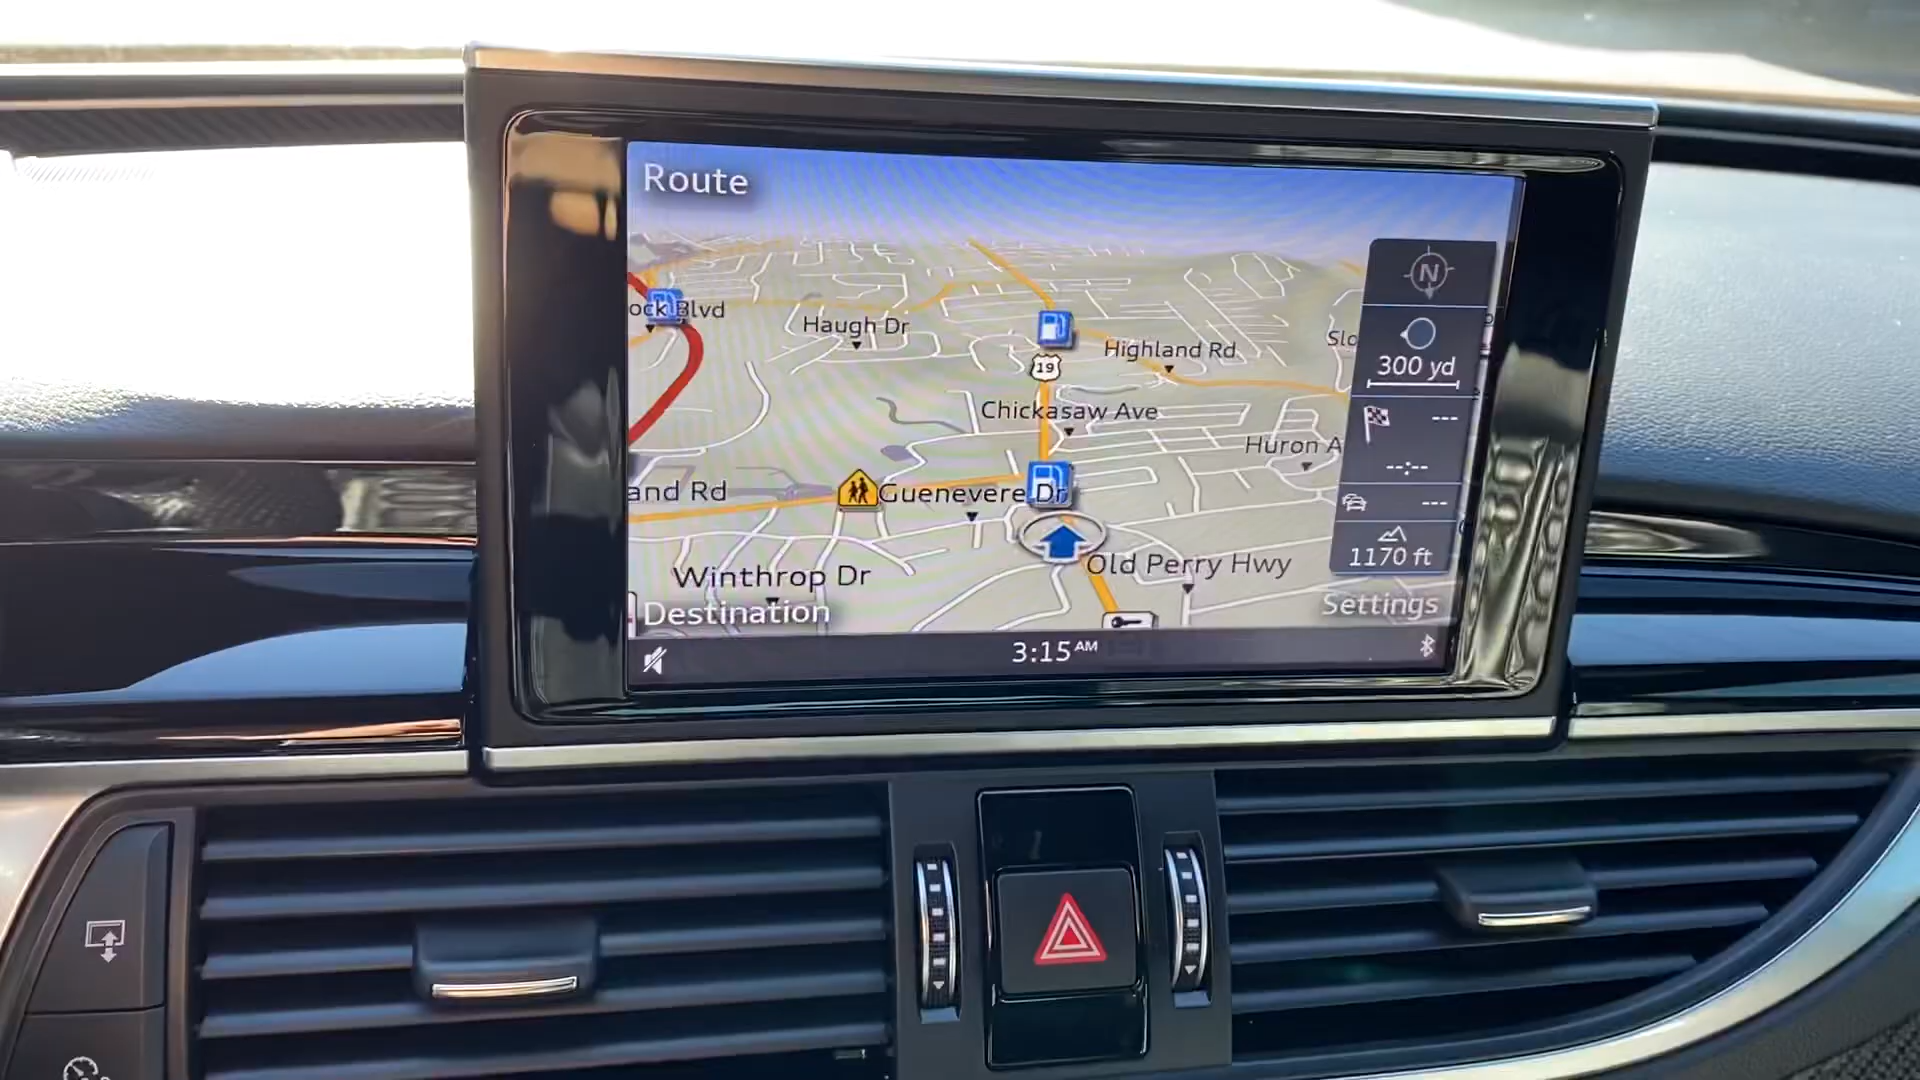 Route
N
ock Blvd
Haugh Dr
19
Highland Rd
Slo
300 yd
Chickasaw Ave
---
Huron A
--:--
and Rd
Guenevere Dr
---
Winthrop Dr
Old Perry Hwy
1170 ft
Destination
Settings
3:15 AM